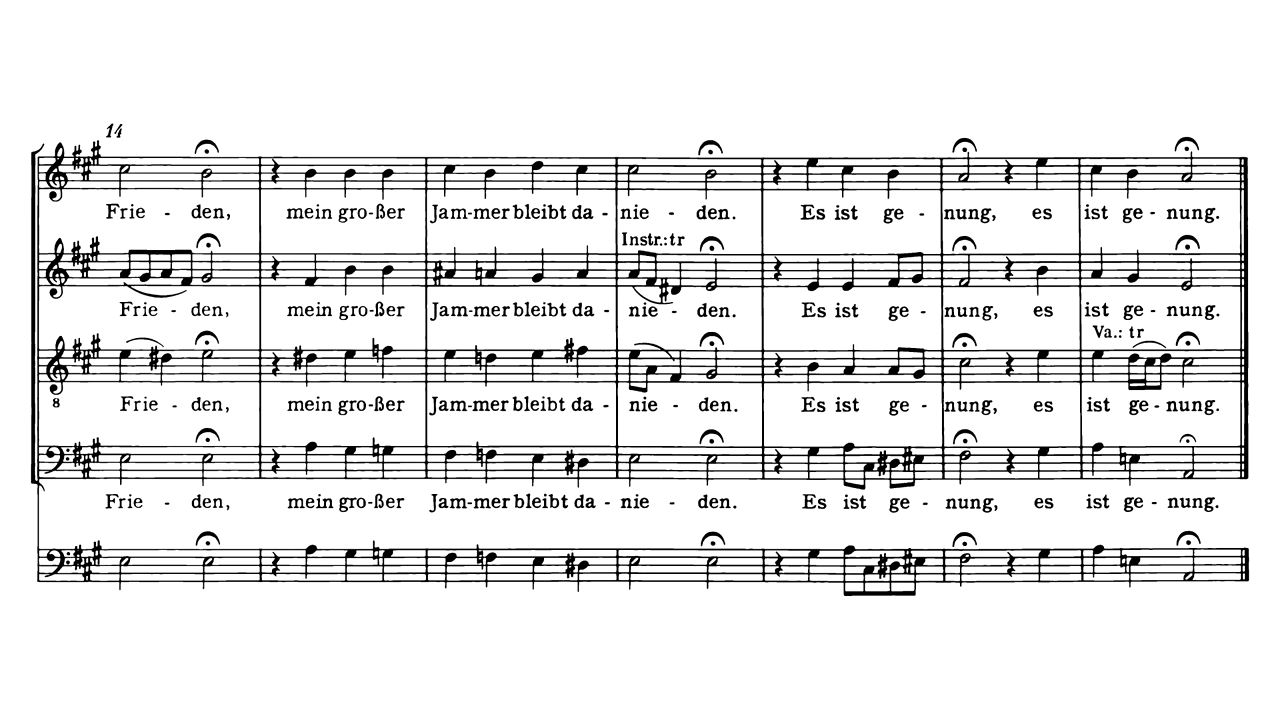 14
Frie - den, mein gro-ßer Jam-mer bleibt da - nie - den. Es ist ge - nung, es ist ge - nung.
Instr.: tr
Frie - den, mein gro-ßer Jam-mer bleibt da - nie - den. Es ist ge - nung, es ist ge - nung.
Va.: tr
8
Frie - den, mein gro-ßer Jam-mer bleibt da - nie - den. Es ist ge - nung, es ist ge - nung.
Frie - den, mein gro-ßer Jam-mer bleibt da - nie - den. Es ist ge - nung, es ist ge - nung.